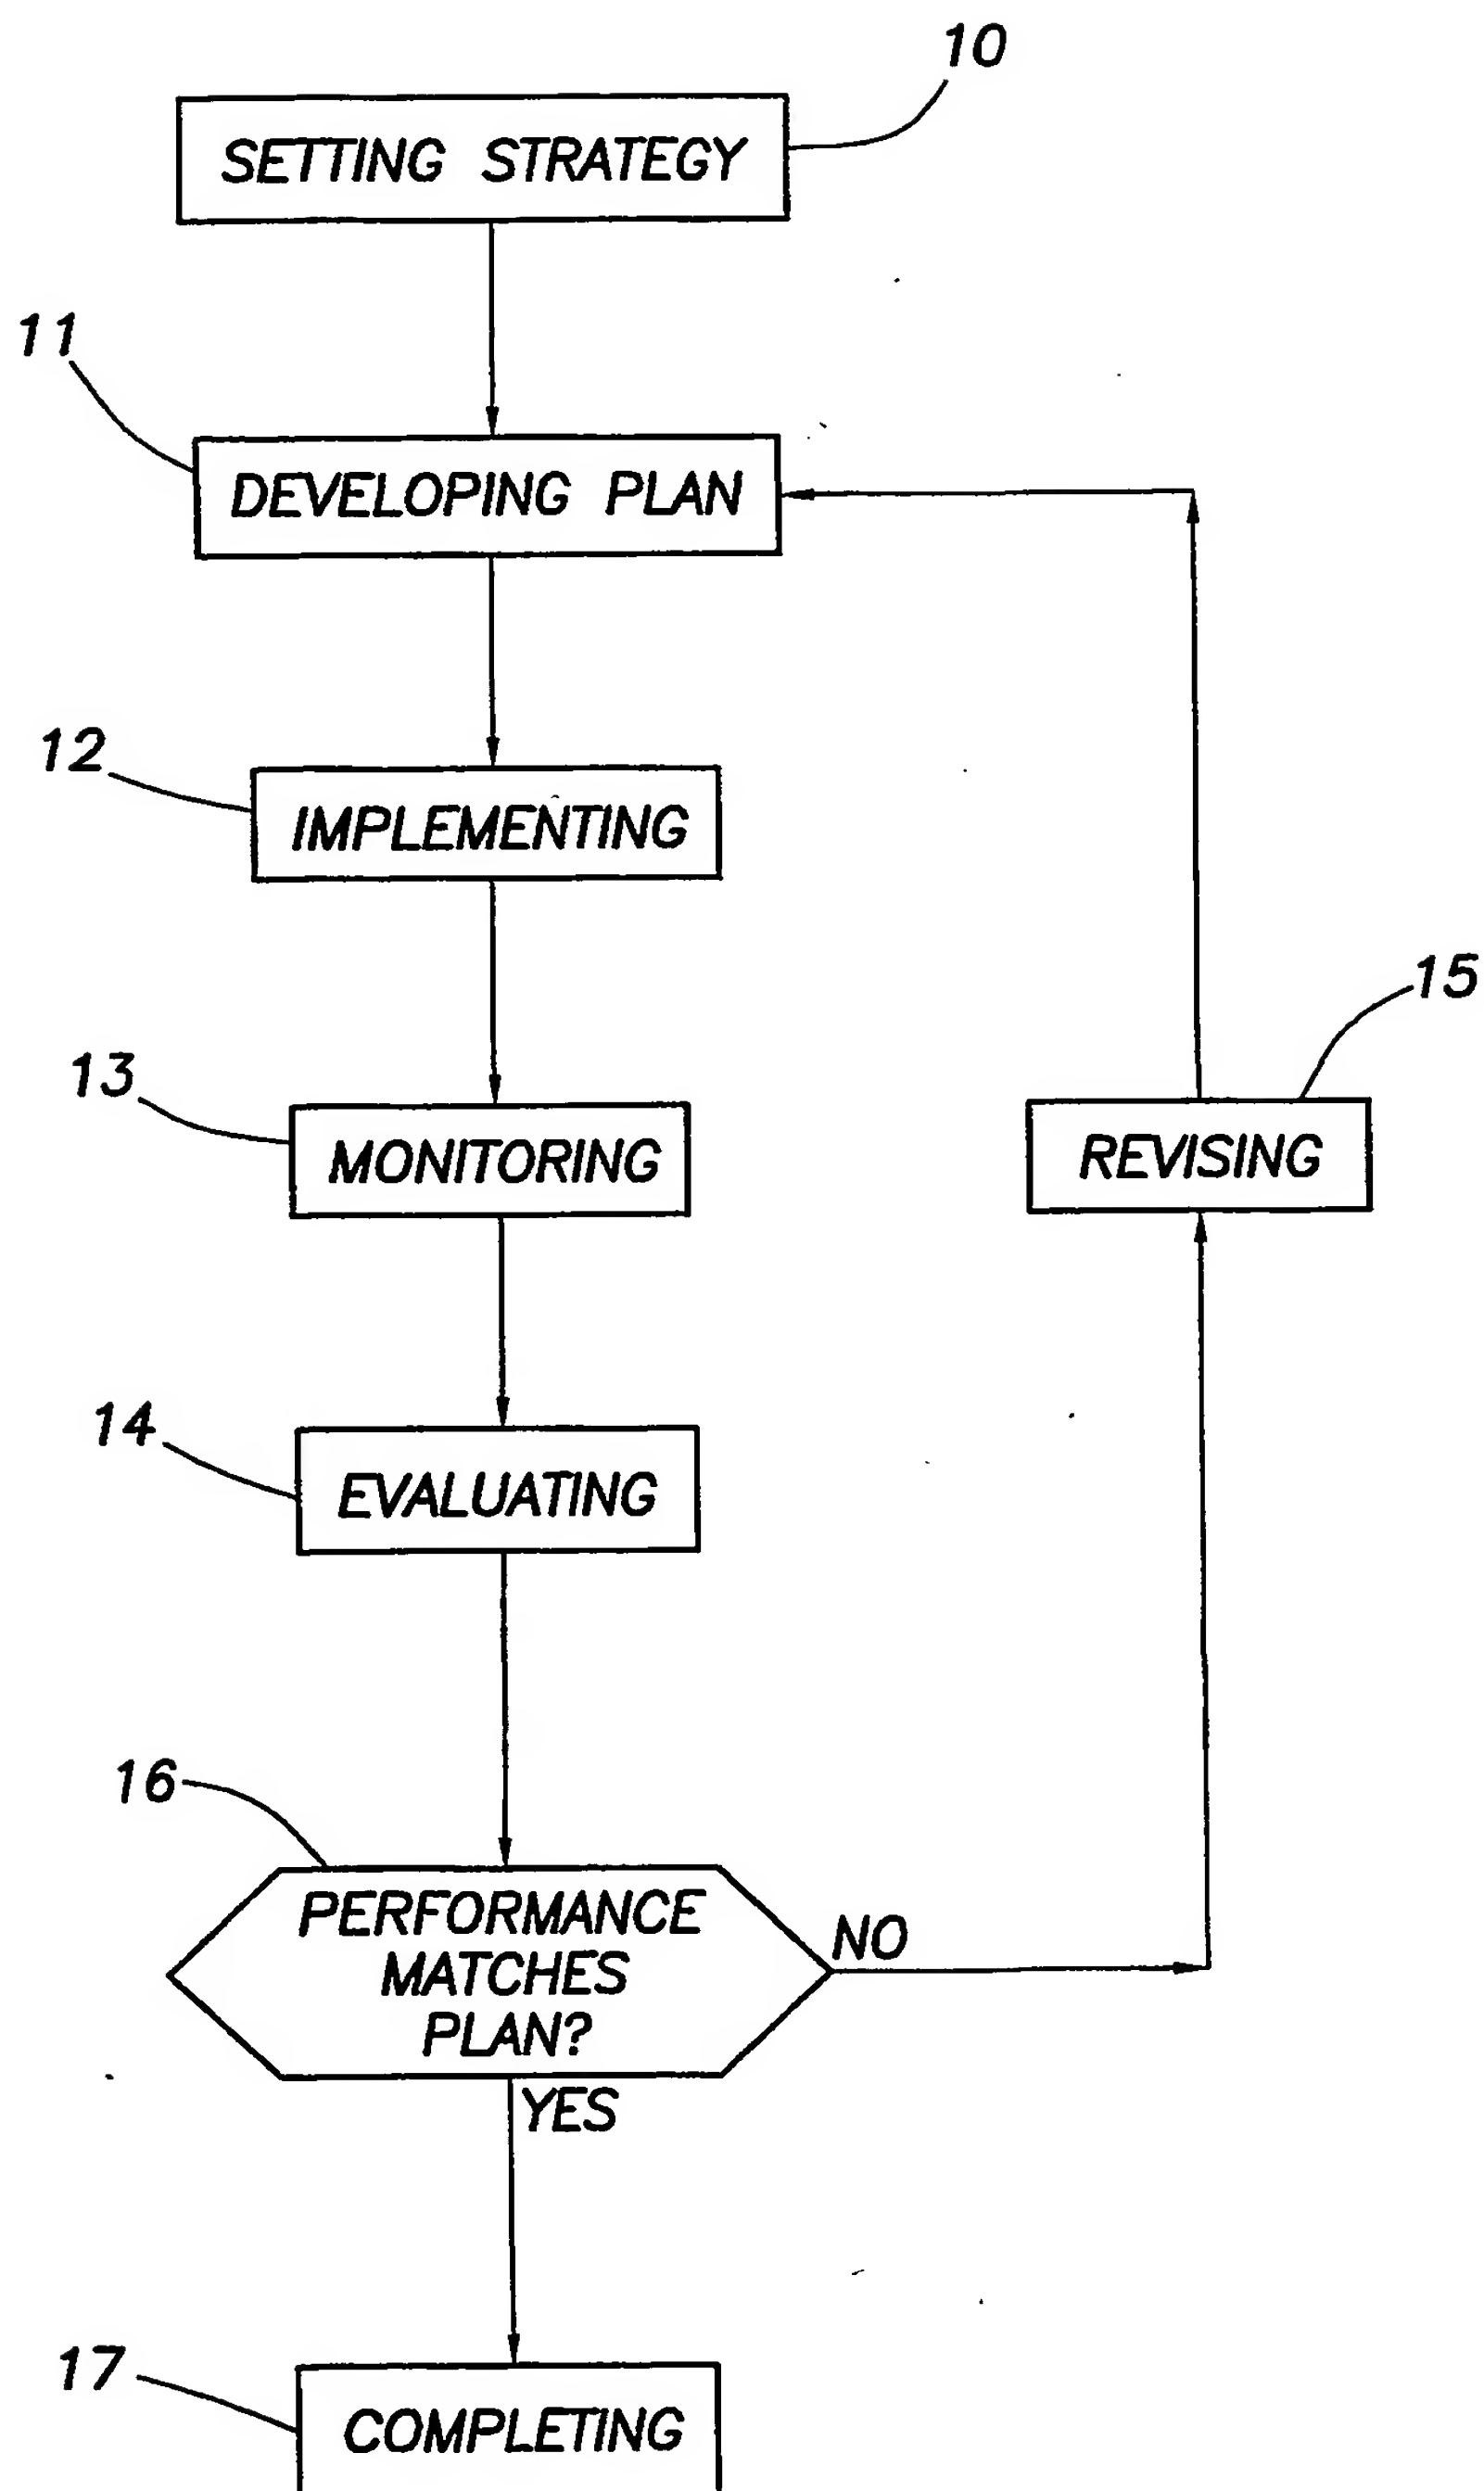 10
SETTING STRATEGY
11
DEVELOPING PLAN
12
IMPLEMENTING
15
13
MONITORING
REVISING
14
EVALUATING
16
PERFORMANCE
MATCHES
PLAN?
NO
YES
17
COMPLETING